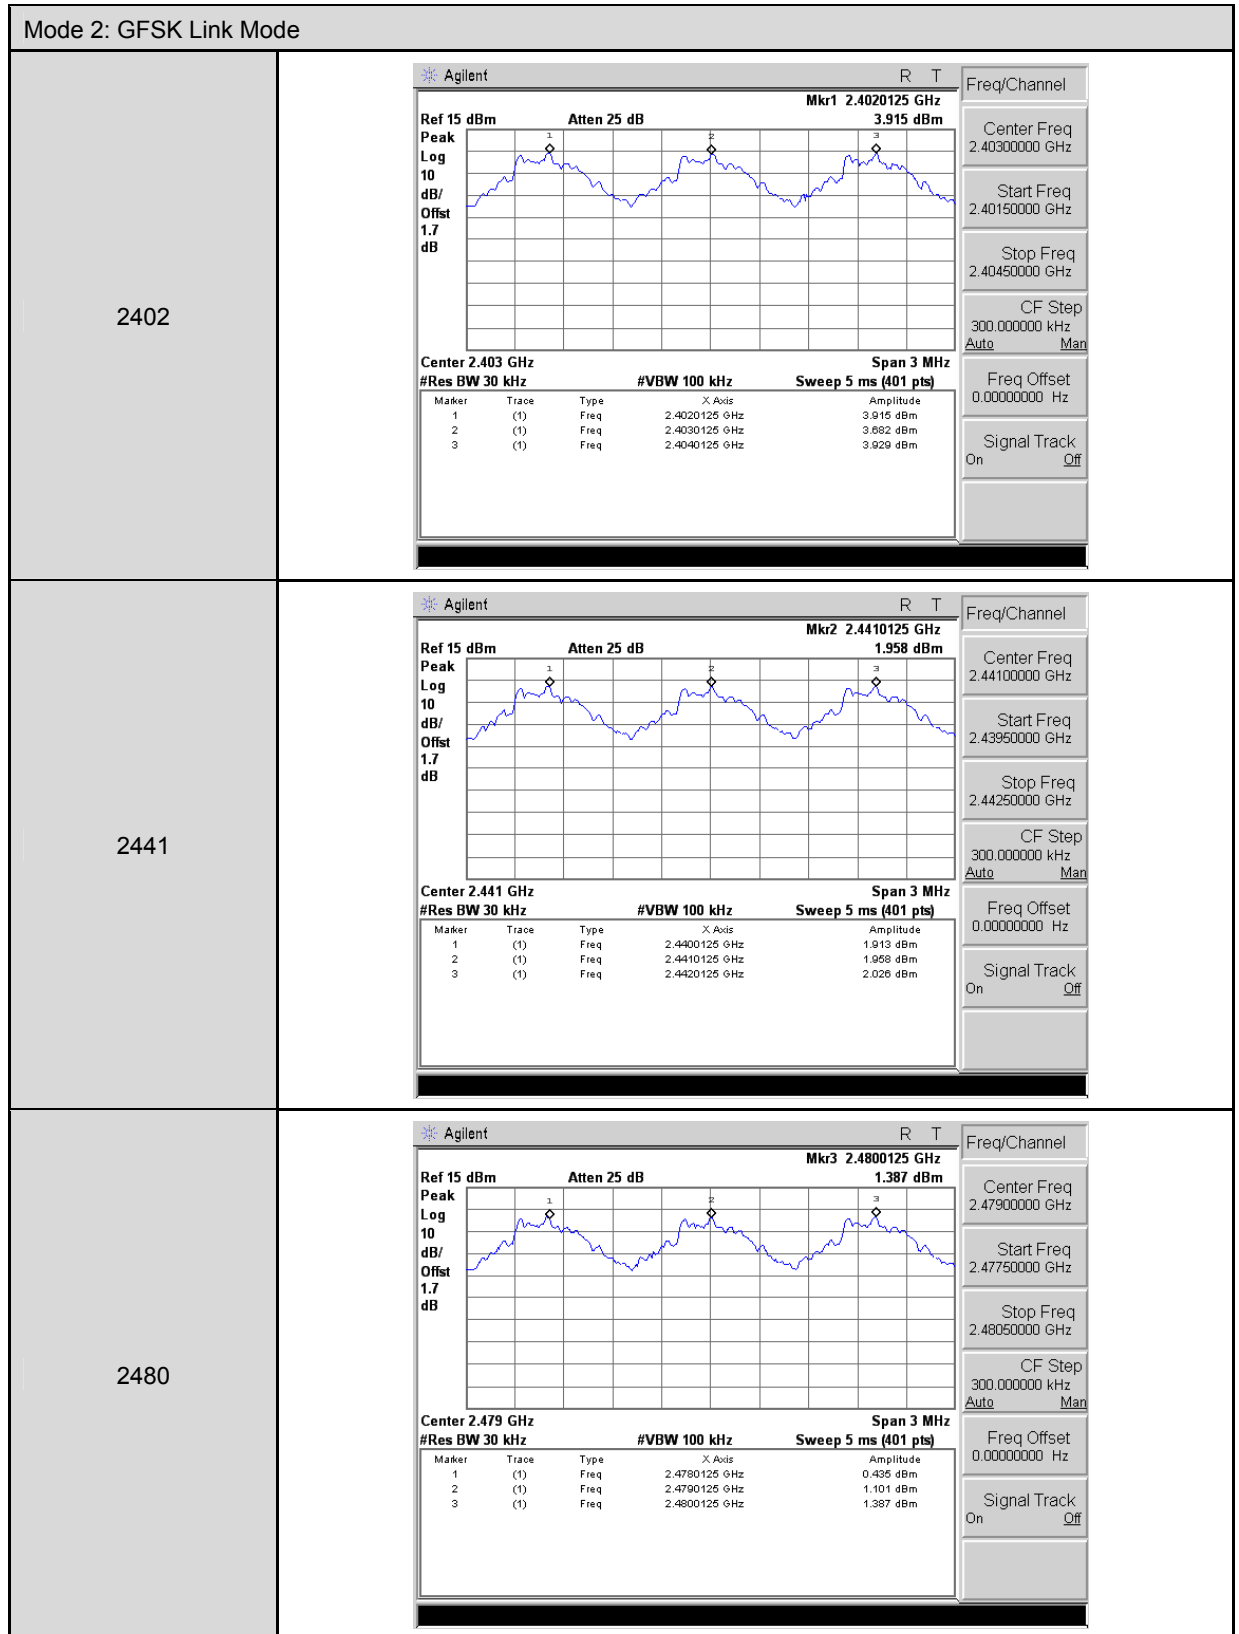 Mode 2: GFSK Link Mode
2402
Agilent R T
Mkr1 2.4020125 GHz
Ref 15 dBm Atten 25 dB 3.915 dBm
Peak
Log
10
dB/
Offst
1.7
dB
1 2 3
Center 2.403 GHz Span 3 MHz
#Res BW 30 kHz #VBW 100 kHz Sweep 5 ms (401 pts)
Marker Trace Type X Axis Amplitude
1 (1) Freq 2.4020125 GHz 3.915 dBm
2 (1) Freq 2.4030125 GHz 3.682 dBm
3 (1) Freq 2.4040125 GHz 3.929 dBm
Freq/Channel
Center Freq
2.40300000 GHz
Start Freq
2.40150000 GHz
Stop Freq
2.40450000 GHz
CF Step
300.000000 kHz
Auto Man
Freq Offset
0.00000000 Hz
Signal Track
On Off
2441
Agilent R T
Mkr2 2.4410125 GHz
Ref 15 dBm Atten 25 dB 1.958 dBm
Peak
Log
10
dB/
Offst
1.7
dB
1 2 3
Center 2.441 GHz Span 3 MHz
#Res BW 30 kHz #VBW 100 kHz Sweep 5 ms (401 pts)
Marker Trace Type X Axis Amplitude
1 (1) Freq 2.4400125 GHz 1.913 dBm
2 (1) Freq 2.4410125 GHz 1.958 dBm
3 (1) Freq 2.4420125 GHz 2.026 dBm
Freq/Channel
Center Freq
2.44100000 GHz
Start Freq
2.43950000 GHz
Stop Freq
2.44250000 GHz
CF Step
300.000000 kHz
Auto Man
Freq Offset
0.00000000 Hz
Signal Track
On Off
2480
Agilent R T
Mkr3 2.4800125 GHz
Ref 15 dBm Atten 25 dB 1.387 dBm
Peak
Log
10
dB/
Offst
1.7
dB
1 2 3
Center 2.479 GHz Span 3 MHz
#Res BW 30 kHz #VBW 100 kHz Sweep 5 ms (401 pts)
Marker Trace Type X Axis Amplitude
1 (1) Freq 2.4780125 GHz 0.435 dBm
2 (1) Freq 2.4790125 GHz 1.101 dBm
3 (1) Freq 2.4800125 GHz 1.387 dBm
Freq/Channel
Center Freq
2.47900000 GHz
Start Freq
2.47750000 GHz
Stop Freq
2.48050000 GHz
CF Step
300.000000 kHz
Auto Man
Freq Offset
0.00000000 Hz
Signal Track
On Off